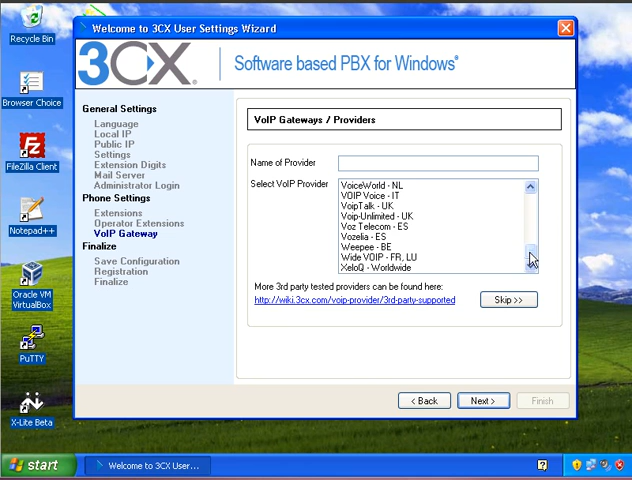 Recycle Bin
Browser Choice
FileZilla Client
Notepad++
Oracle VM
VirtualBox
PuTTY
X-Lite Beta
Welcome to 3CX User Settings Wizard
3CX
Software based PBX for Windows®
General Settings
Language
Local IP
Public IP
Settings
Extension Digits
Mail Server
Administrator Login
Phone Settings
Extensions
Operator Extensions
VoIP Gateway
Finalize
Save Configuration
Registration
Finalize
VoIP Gateways / Providers
Name of Provider
Select VoIP Provider
VoiceWorld - NL
VOIP Voice - IT
VoipTalk - UK
Voip-Unlimited - UK
Voz Telecom - ES
Vozelia - ES
Weepee - BE
Wide VOIP - FR, LU
XeloQ - Worldwide
More 3rd party tested providers can be found here:
http://wiki.3cx.com/voip-provider/3rd-party-supported
Skip >>
< Back
Next >
Finish
start
Welcome to 3CX User...